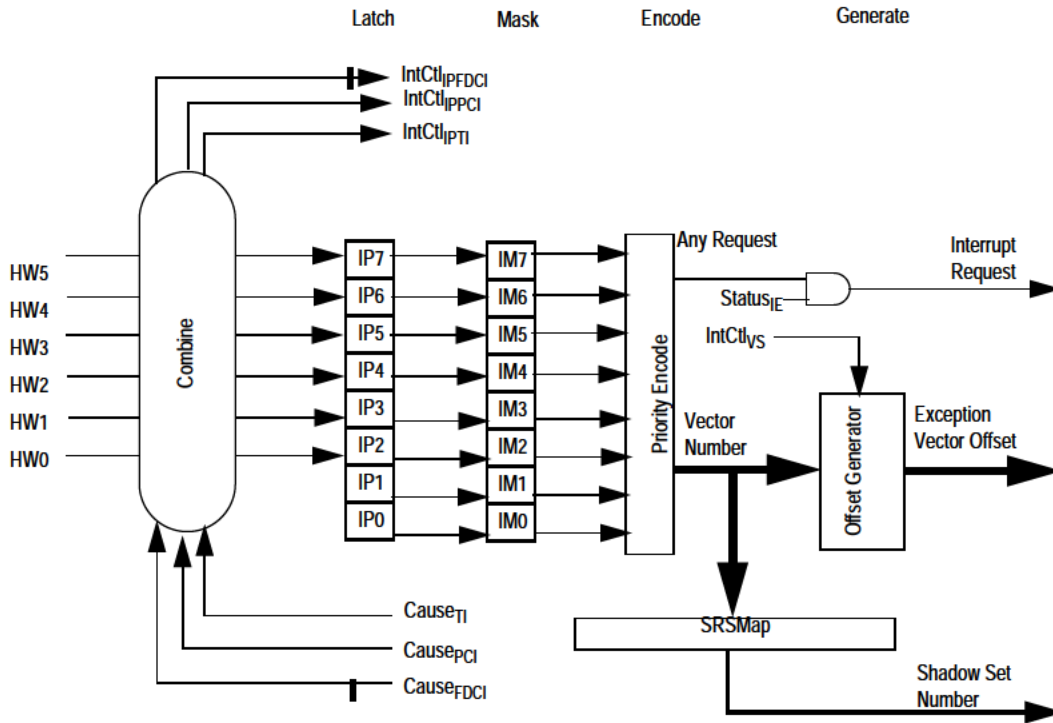 Latch
Mask
Encode
Generate
IntCtlIPFDCI
IntCtlIPPCI
IntCtlIPTI
HW5
HW4
HW3
HW2
HW1
HW0
Combine
IP7
IP6
IP5
IP4
IP3
IP2
IP1
IP0
IM7
IM6
IM5
IM4
IM3
IM2
IM1
IM0
Priority Encode
Any Request
StatusIE
Interrupt
Request
IntCtlVS
Vector
Number
Offset Generator
Exception
Vector Offset
CauseTI
CausePCI
CauseFDCI
SRSMap
Shadow Set
Number